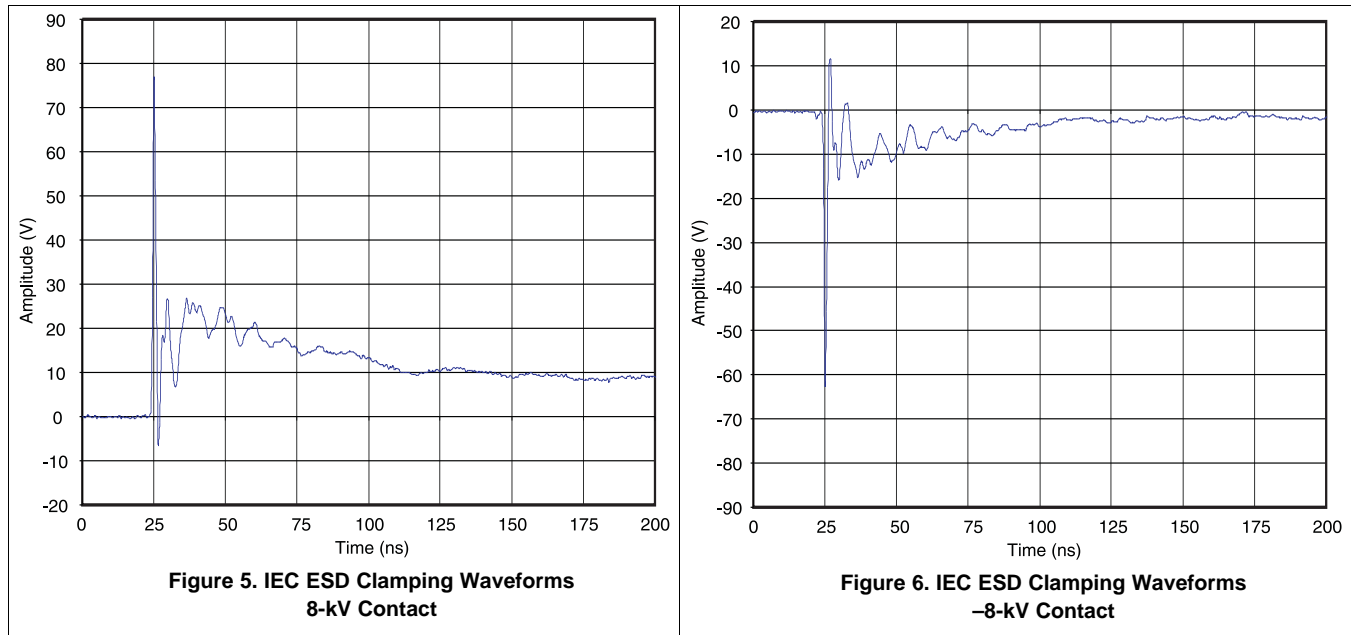 90
80
70
60
50
40
30
20
10
0
-10
-20
Amplitude (V)
0 25 50 75 100 125 150 175 200
Time (ns)
Figure 5. IEC ESD Clamping Waveforms
8-kV Contact
20
10
0
-10
-20
-30
-40
-50
-60
-70
-80
-90
Amplitude (V)
0 25 50 75 100 125 150 175 200
Time (ns)
Figure 6. IEC ESD Clamping Waveforms
–8-kV Contact